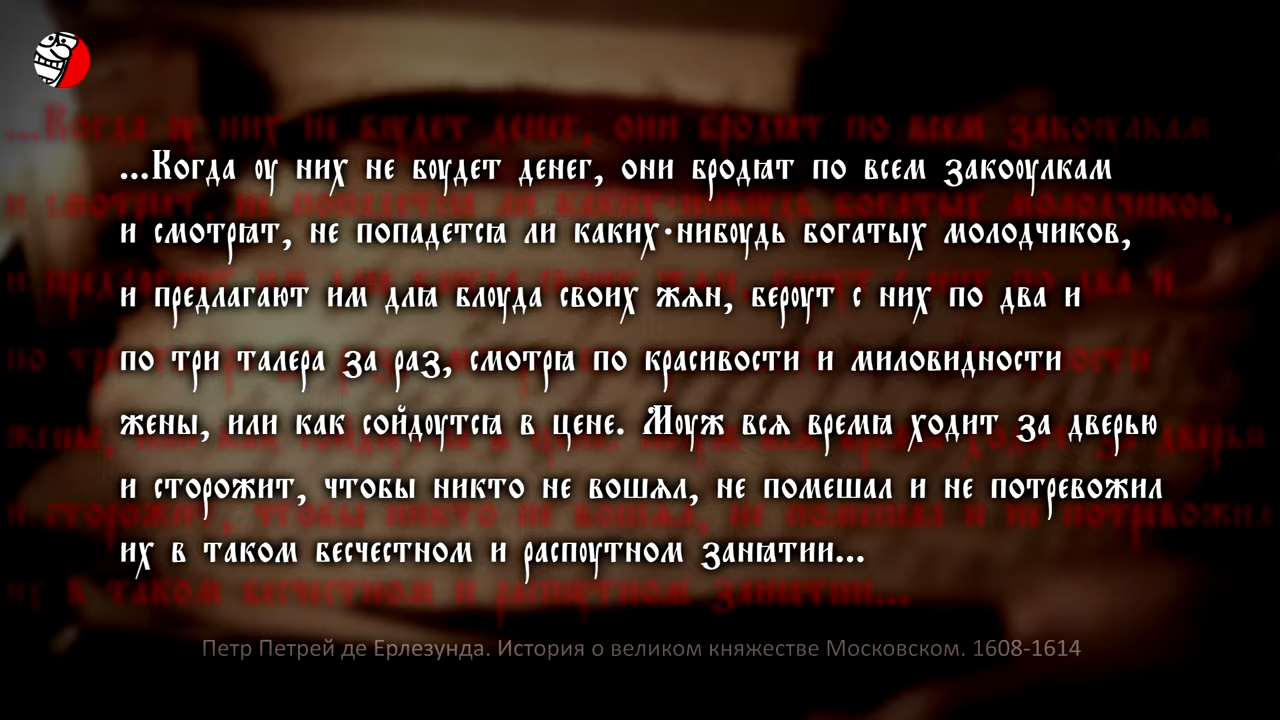 ...Когда у них не будет денег, они бродят по всем закоулкам
и смотрят, не попадется ли каких-нибудь богатых молодчиков,
и предлагают им для блуда своих жён, берут с них по два и
по три талера за раз, смотря по красивости и миловидности
жены, или как сойдутся в цене. Муж всё время ходит за дверью
и сторожит, чтобы никто не вошёл, не помешал и не потревожил
их в таком бесчестном и распутном занятии...
Петр Петрей де Ерлезунда. История о великом княжестве Московском. 1608-1614